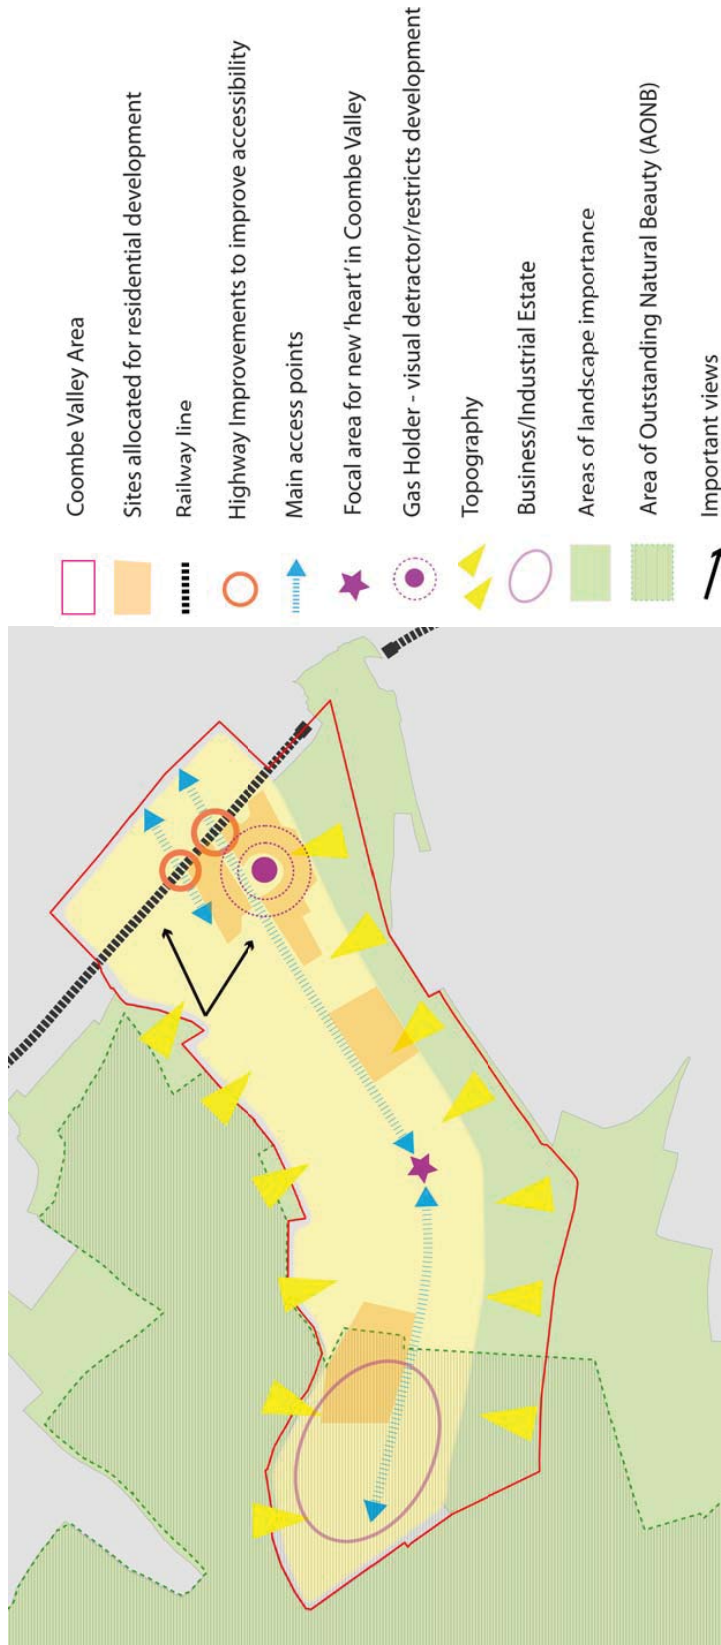 Coombe Valley Area
Sites allocated for residential development
Railway line
Highway Improvements to improve accessibility
Main access points
Focal area for new 'heart' in Coombe Valley
Gas Holder - visual detractor/restricts development
Topography
Business/Industrial Estate
Areas of landscape importance
Area of Outstanding Natural Beauty (AONB)
Important views